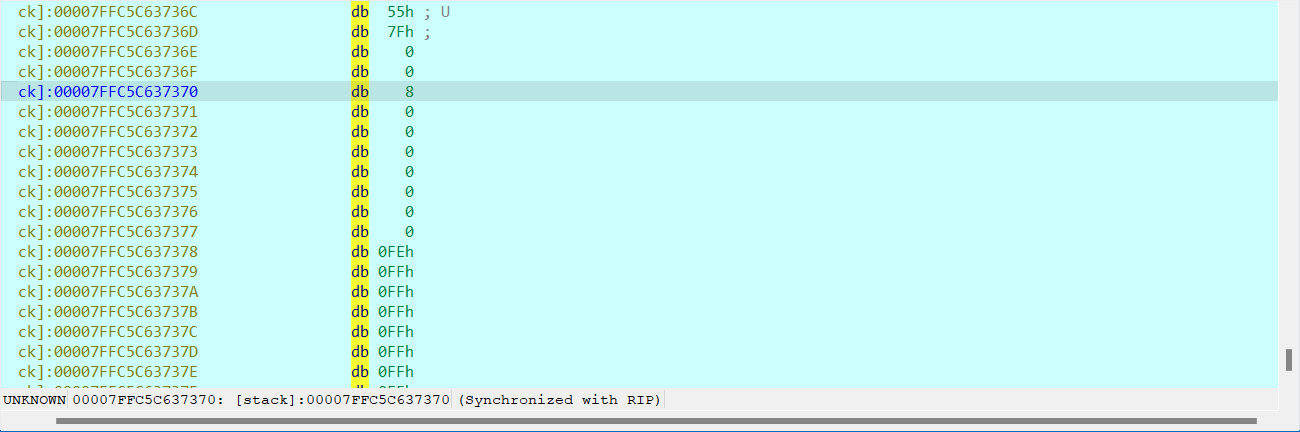 ck]:00007FFC5C63736C db 55h ; U
ck]:00007FFC5C63736D db 7Fh ;
ck]:00007FFC5C63736E db 0
ck]:00007FFC5C63736F db 0
ck]:00007FFC5C637370 db 8
ck]:00007FFC5C637371 db 0
ck]:00007FFC5C637372 db 0
ck]:00007FFC5C637373 db 0
ck]:00007FFC5C637374 db 0
ck]:00007FFC5C637375 db 0
ck]:00007FFC5C637376 db 0
ck]:00007FFC5C637377 db 0
ck]:00007FFC5C637378 db 0FEh
ck]:00007FFC5C637379 db 0FFh
ck]:00007FFC5C63737A db 0FFh
ck]:00007FFC5C63737B db 0FFh
ck]:00007FFC5C63737C db 0FFh
ck]:00007FFC5C63737D db 0FFh
ck]:00007FFC5C63737E db 0FFh
UNKNOWN 00007FFC5C637370: [stack]:00007FFC5C637370 (Synchronized with RIP)